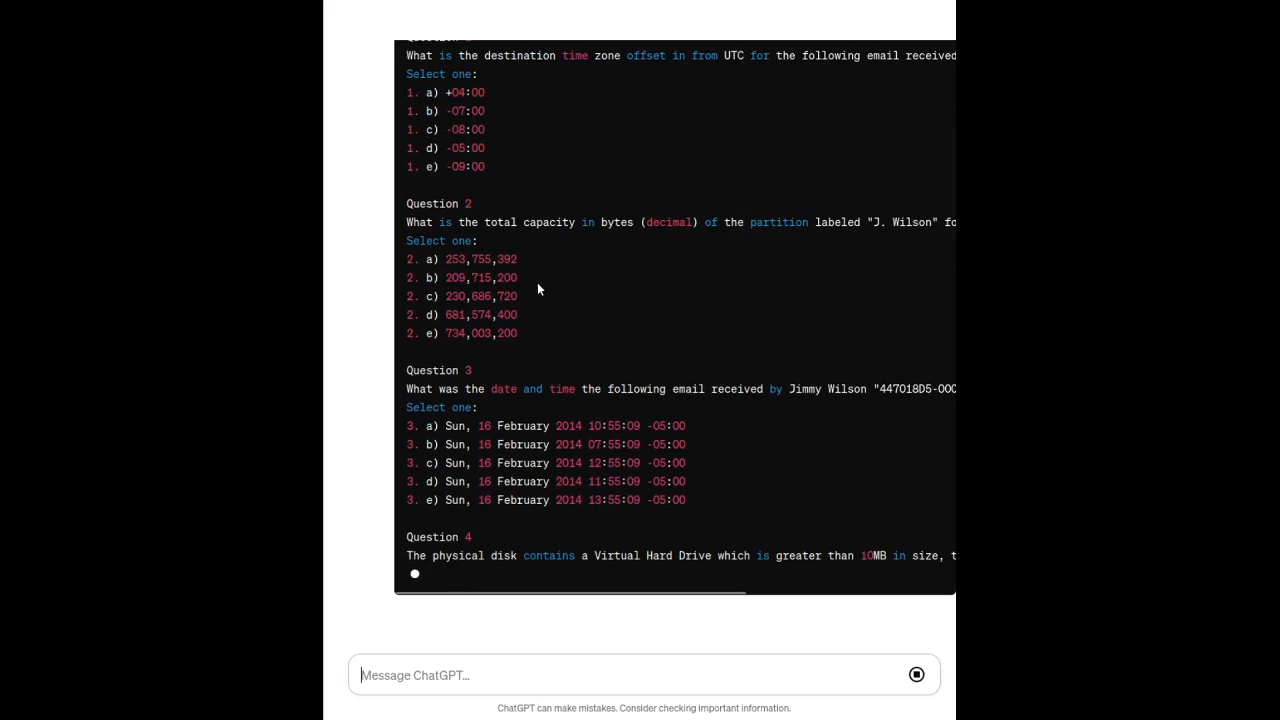 What is the destination time zone offset in from UTC for the following email received
Select one:
1. a) +04:00
1. b) -07:00
1. c) -08:00
1. d) -05:00
1. e) -09:00
Question 2
What is the total capacity in bytes (decimal) of the partition labeled "J. Wilson" fo
Select one:
2. a) 253,755,392
2. b) 209,715,200
2. c) 230,686,720
2. d) 681,574,400
2. e) 734,003,200
Question 3
What was the date and time the following email received by Jimmy Wilson "447018D5-000
Select one:
3. a) Sun, 16 February 2014 10:55:09 -05:00
3. b) Sun, 16 February 2014 07:55:09 -05:00
3. c) Sun, 16 February 2014 12:55:09 -05:00
3. d) Sun, 16 February 2014 11:55:09 -05:00
3. e) Sun, 16 February 2014 13:55:09 -05:00
Question 4
The physical disk contains a Virtual Hard Drive which is greater than 10MB in size, t
Message ChatGPT...
ChatGPT can make mistakes. Consider checking important information.